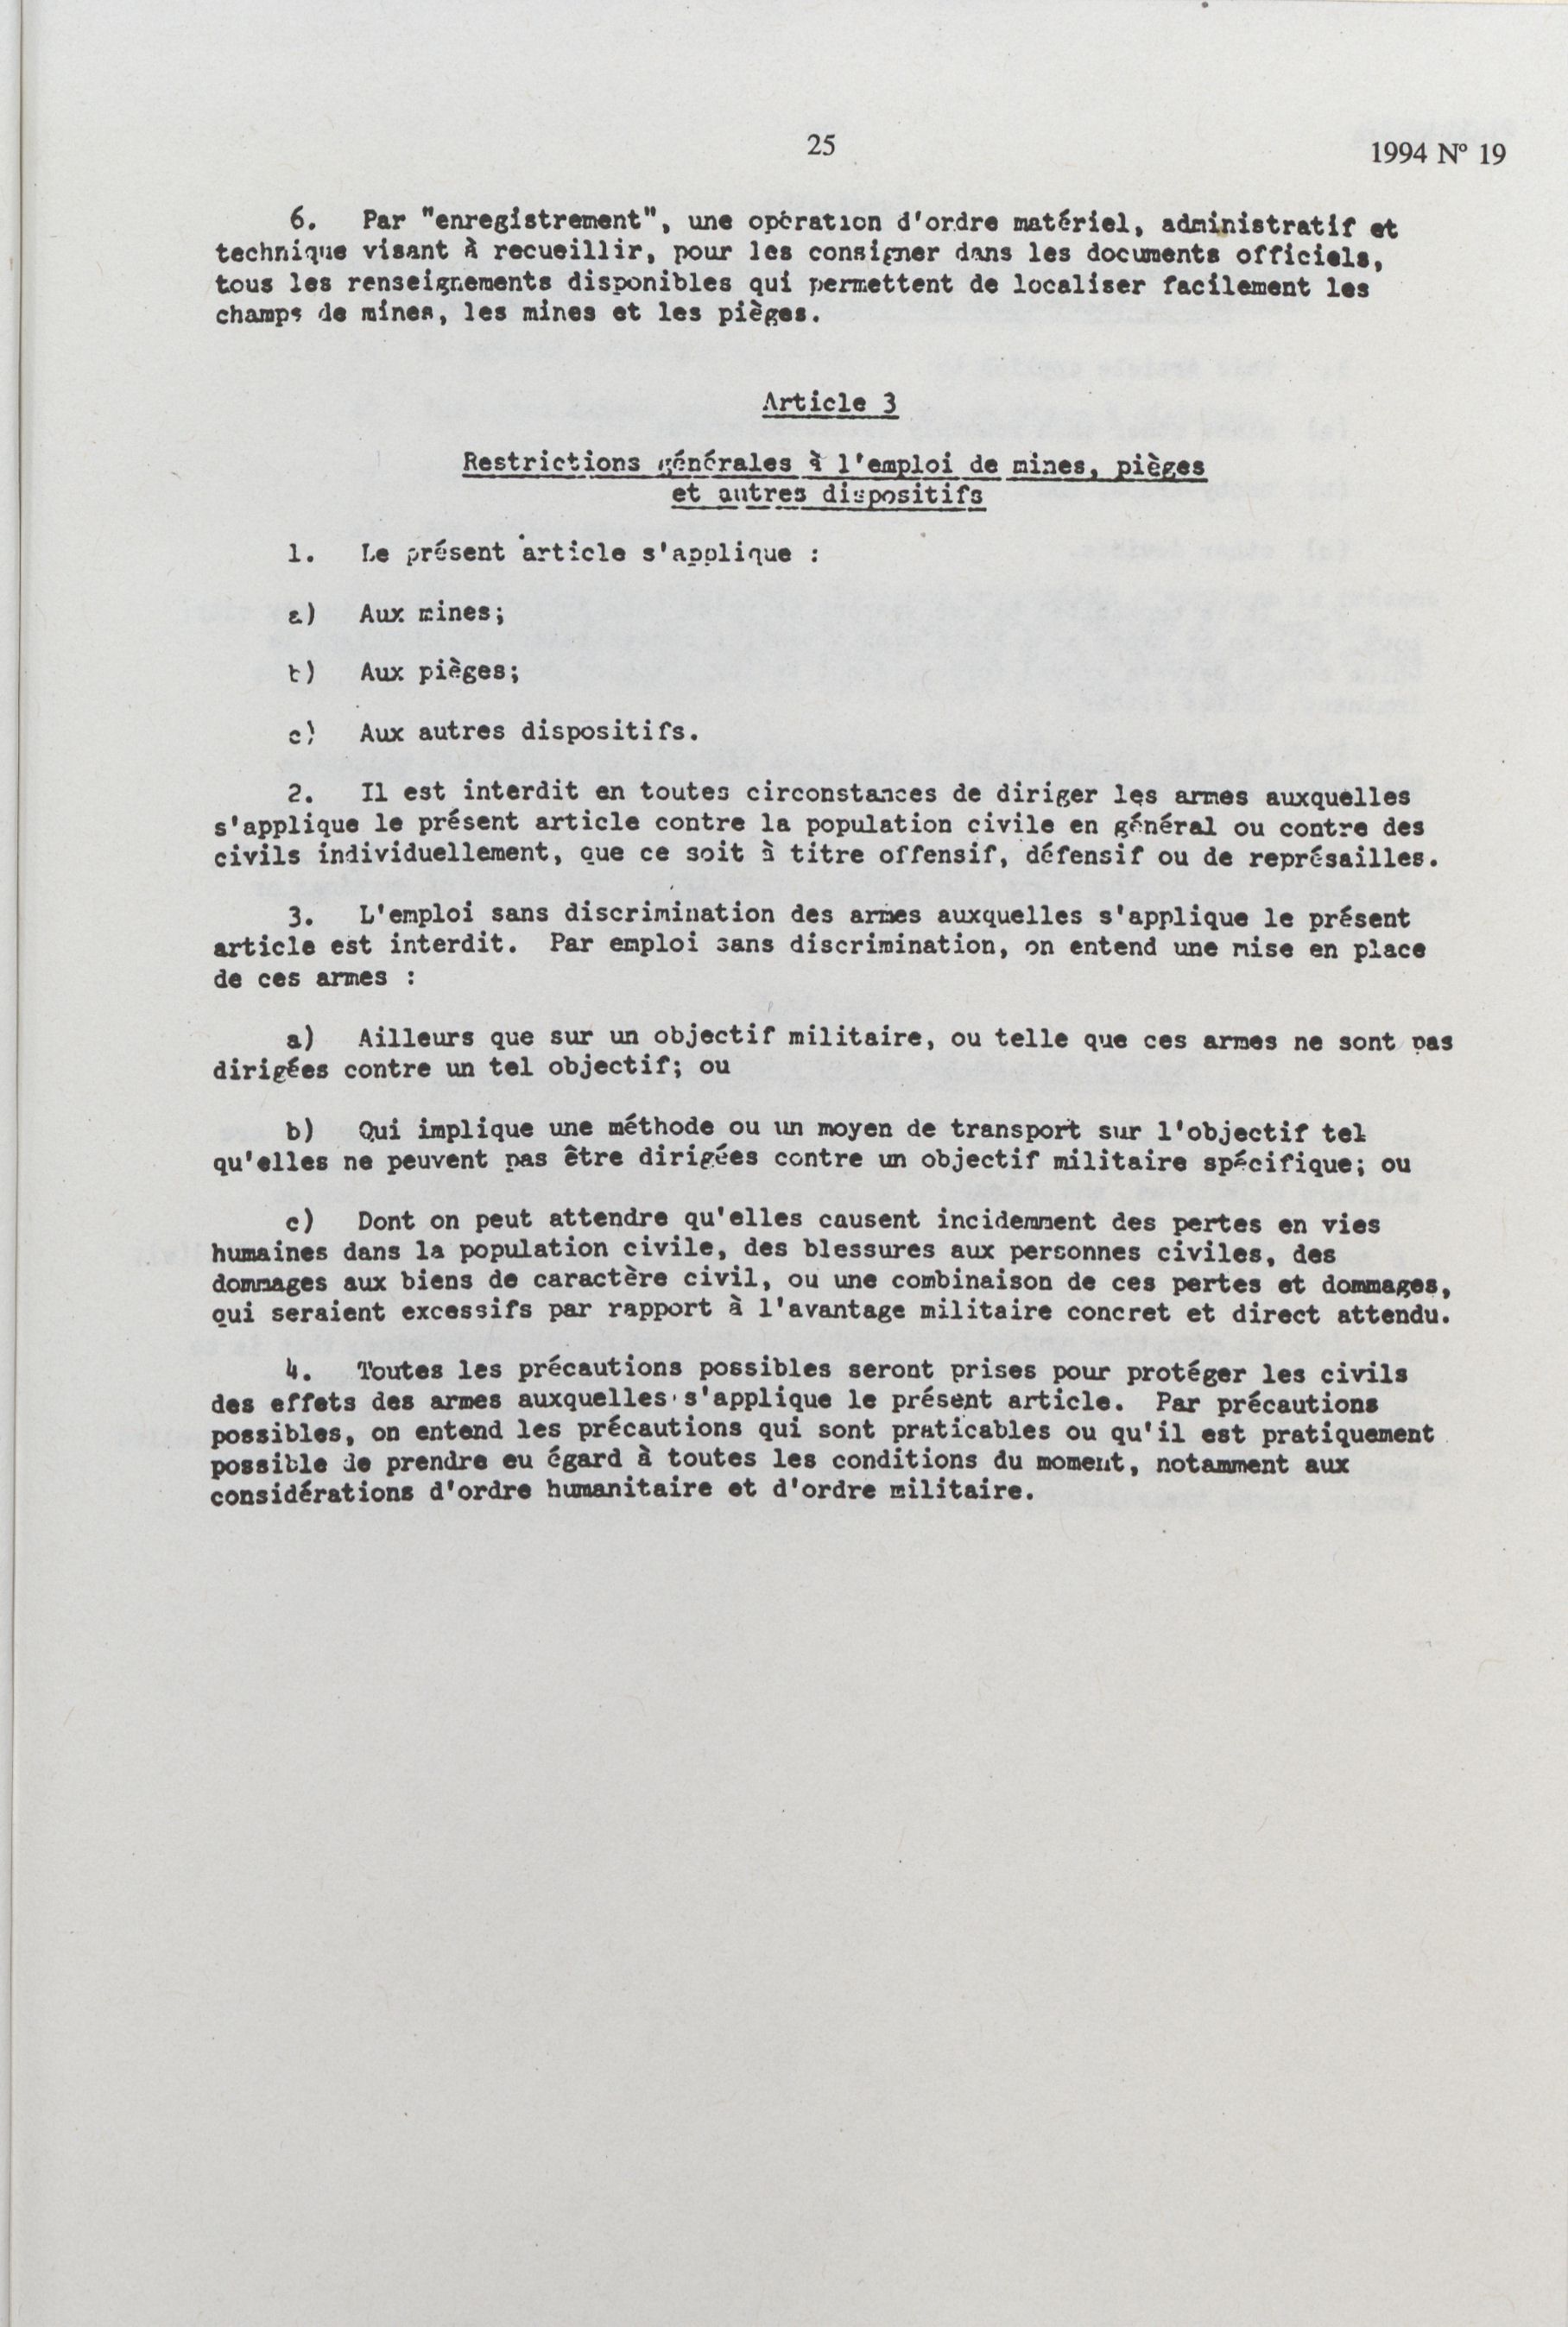 25
1994 Nº 19
6. Par "enregistrement", une opération d'ordre matériel, administratif et
technique visant à recueillir, pour les consigner dans les documents officiels,
tous les renseignements disponibles qui permettent de localiser facilement les
champs de mines, les mines et les pièges.
Article 3
Restrictions générales à l'emploi de mines, pièges
et autres dispositifs
1. Le présent article s'applique :
a) Aux mines;
b) Aux pièges;
c) Aux autres dispositifs.
2. Il est interdit en toutes circonstances de diriger les armes auxquelles
s'applique le présent article contre la population civile en général ou contre des
civils individuellement, que ce soit à titre offensif, défensif ou de représailles.
3. L'emploi sans discrimination des armes auxquelles s'applique le présent
article est interdit. Par emploi sans discrimination, on entend une mise en place
de ces armes :
a) Ailleurs que sur un objectif militaire, ou telle que ces armes ne sont pas
dirigées contre un tel objectif; ou
b) Qui implique une méthode ou un moyen de transport sur l'objectif tel
qu'elles ne peuvent pas être dirigées contre un objectif militaire spécifique; ou
c) Dont on peut attendre qu'elles causent incidemment des pertes en vies
humaines dans la population civile, des blessures aux personnes civiles, des
dommages aux biens de caractère civil, ou une combinaison de ces pertes et dommages,
qui seraient excessifs par rapport à l'avantage militaire concret et direct attendu.
4. Toutes les précautions possibles seront prises pour protéger les civils
des effets des armes auxquelles s'applique le présent article. Par précautions
possibles, on entend les précautions qui sont praticables ou qu'il est pratiquement
possible de prendre eu égard à toutes les conditions du moment, notamment aux
considérations d'ordre humanitaire et d'ordre militaire.